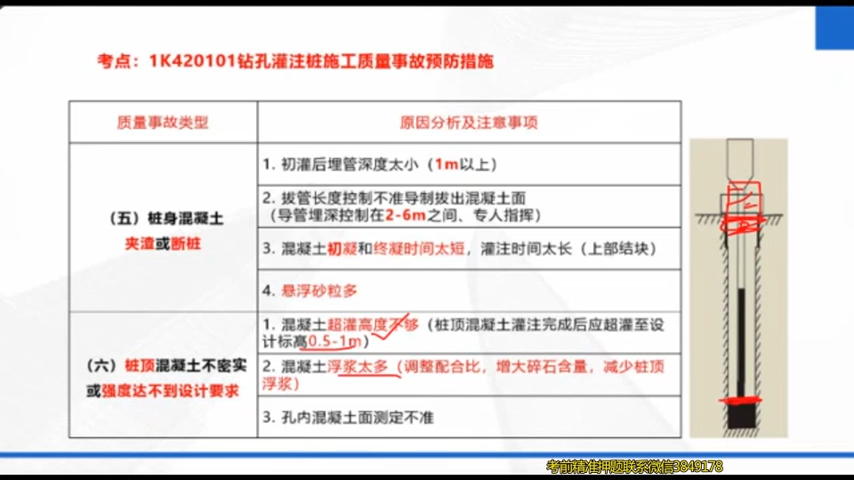 考点：1K420101钻孔灌注桩施工质量事故预防措施
质量事故类型
原因分析及注意事项
（五）桩身混凝土
夹渣或断桩
1. 初灌后埋管深度太小（1m以上）
2. 拔管长度控制不准导制拔出混凝土面
（导管埋深控制在2-6m之间、专人指挥）
3. 混凝土初凝和终凝时间太短，灌注时间太长（上部结块）
4. 悬浮砂粒多
（六）桩顶混凝土不密实
或强度达不到设计要求
1. 混凝土超灌高度不够（桩顶混凝土灌注完成后应超灌至设
计标高0.5-1m）
2. 混凝土浮浆太多（调整配合比，增大碎石含量，减少桩顶
浮浆）
3. 孔内混凝土面测定不准
考前精准押题联系微信3849178